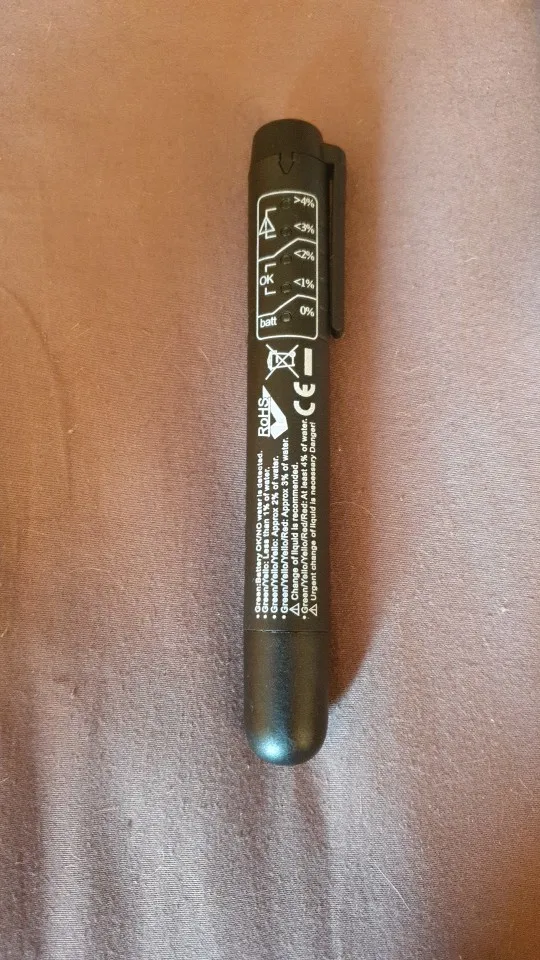 >4%
<3%
<2%
OK
<1%
0%
batt
RoHS
CE
• Green:Battery OK/NO water is detected.
• Green/Yello: Less than 1% of water.
• Green/Yello/Yello: Approx 2% of water.
• Green/Yello/Yello/Red: Approx 3% of water.
⚠ Change of liquid is recommended.
• Green/Yello/Yello/Red/Red: At least 4% of water.
⚠ Urgent change of liquid is necessary Danger!